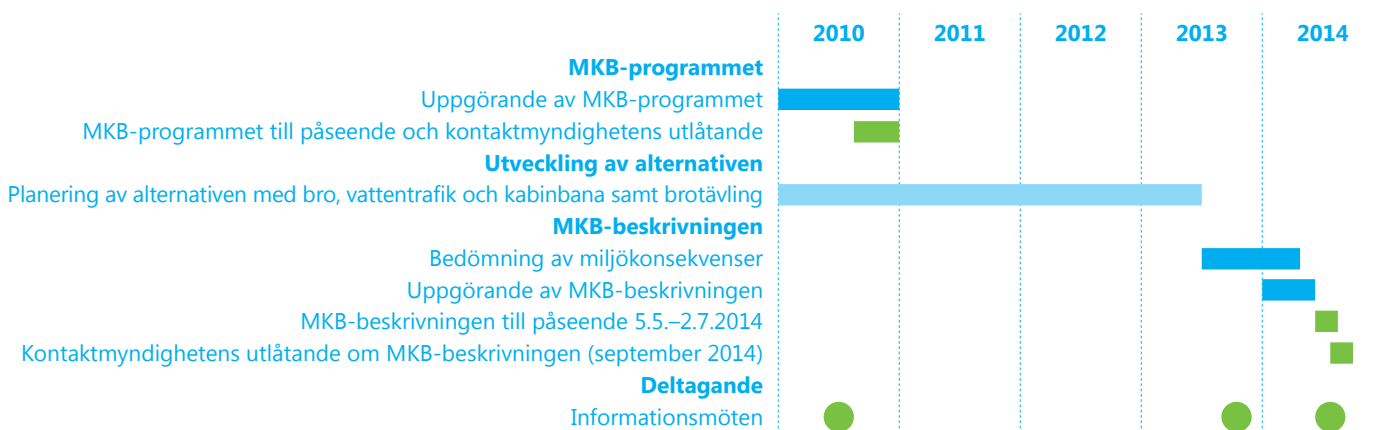 2010 2011 2012 2013 2014
MKB-programmet
Uppgörande av MKB-programmet
MKB-programmet till påseende och kontaktmyndighetens utlåtande
Utveckling av alternativen
Planering av alternativen med bro, vattentrafik och kabinbana samt brotävling
MKB-beskrivningen
Bedömning av miljökonsekvenser
Uppgörande av MKB-beskrivningen
MKB-beskrivningen till påseende 5.5.–2.7.2014
Kontaktmyndighetens utlåtande om MKB-beskrivningen (september 2014)
Deltagande
Informationsmöten